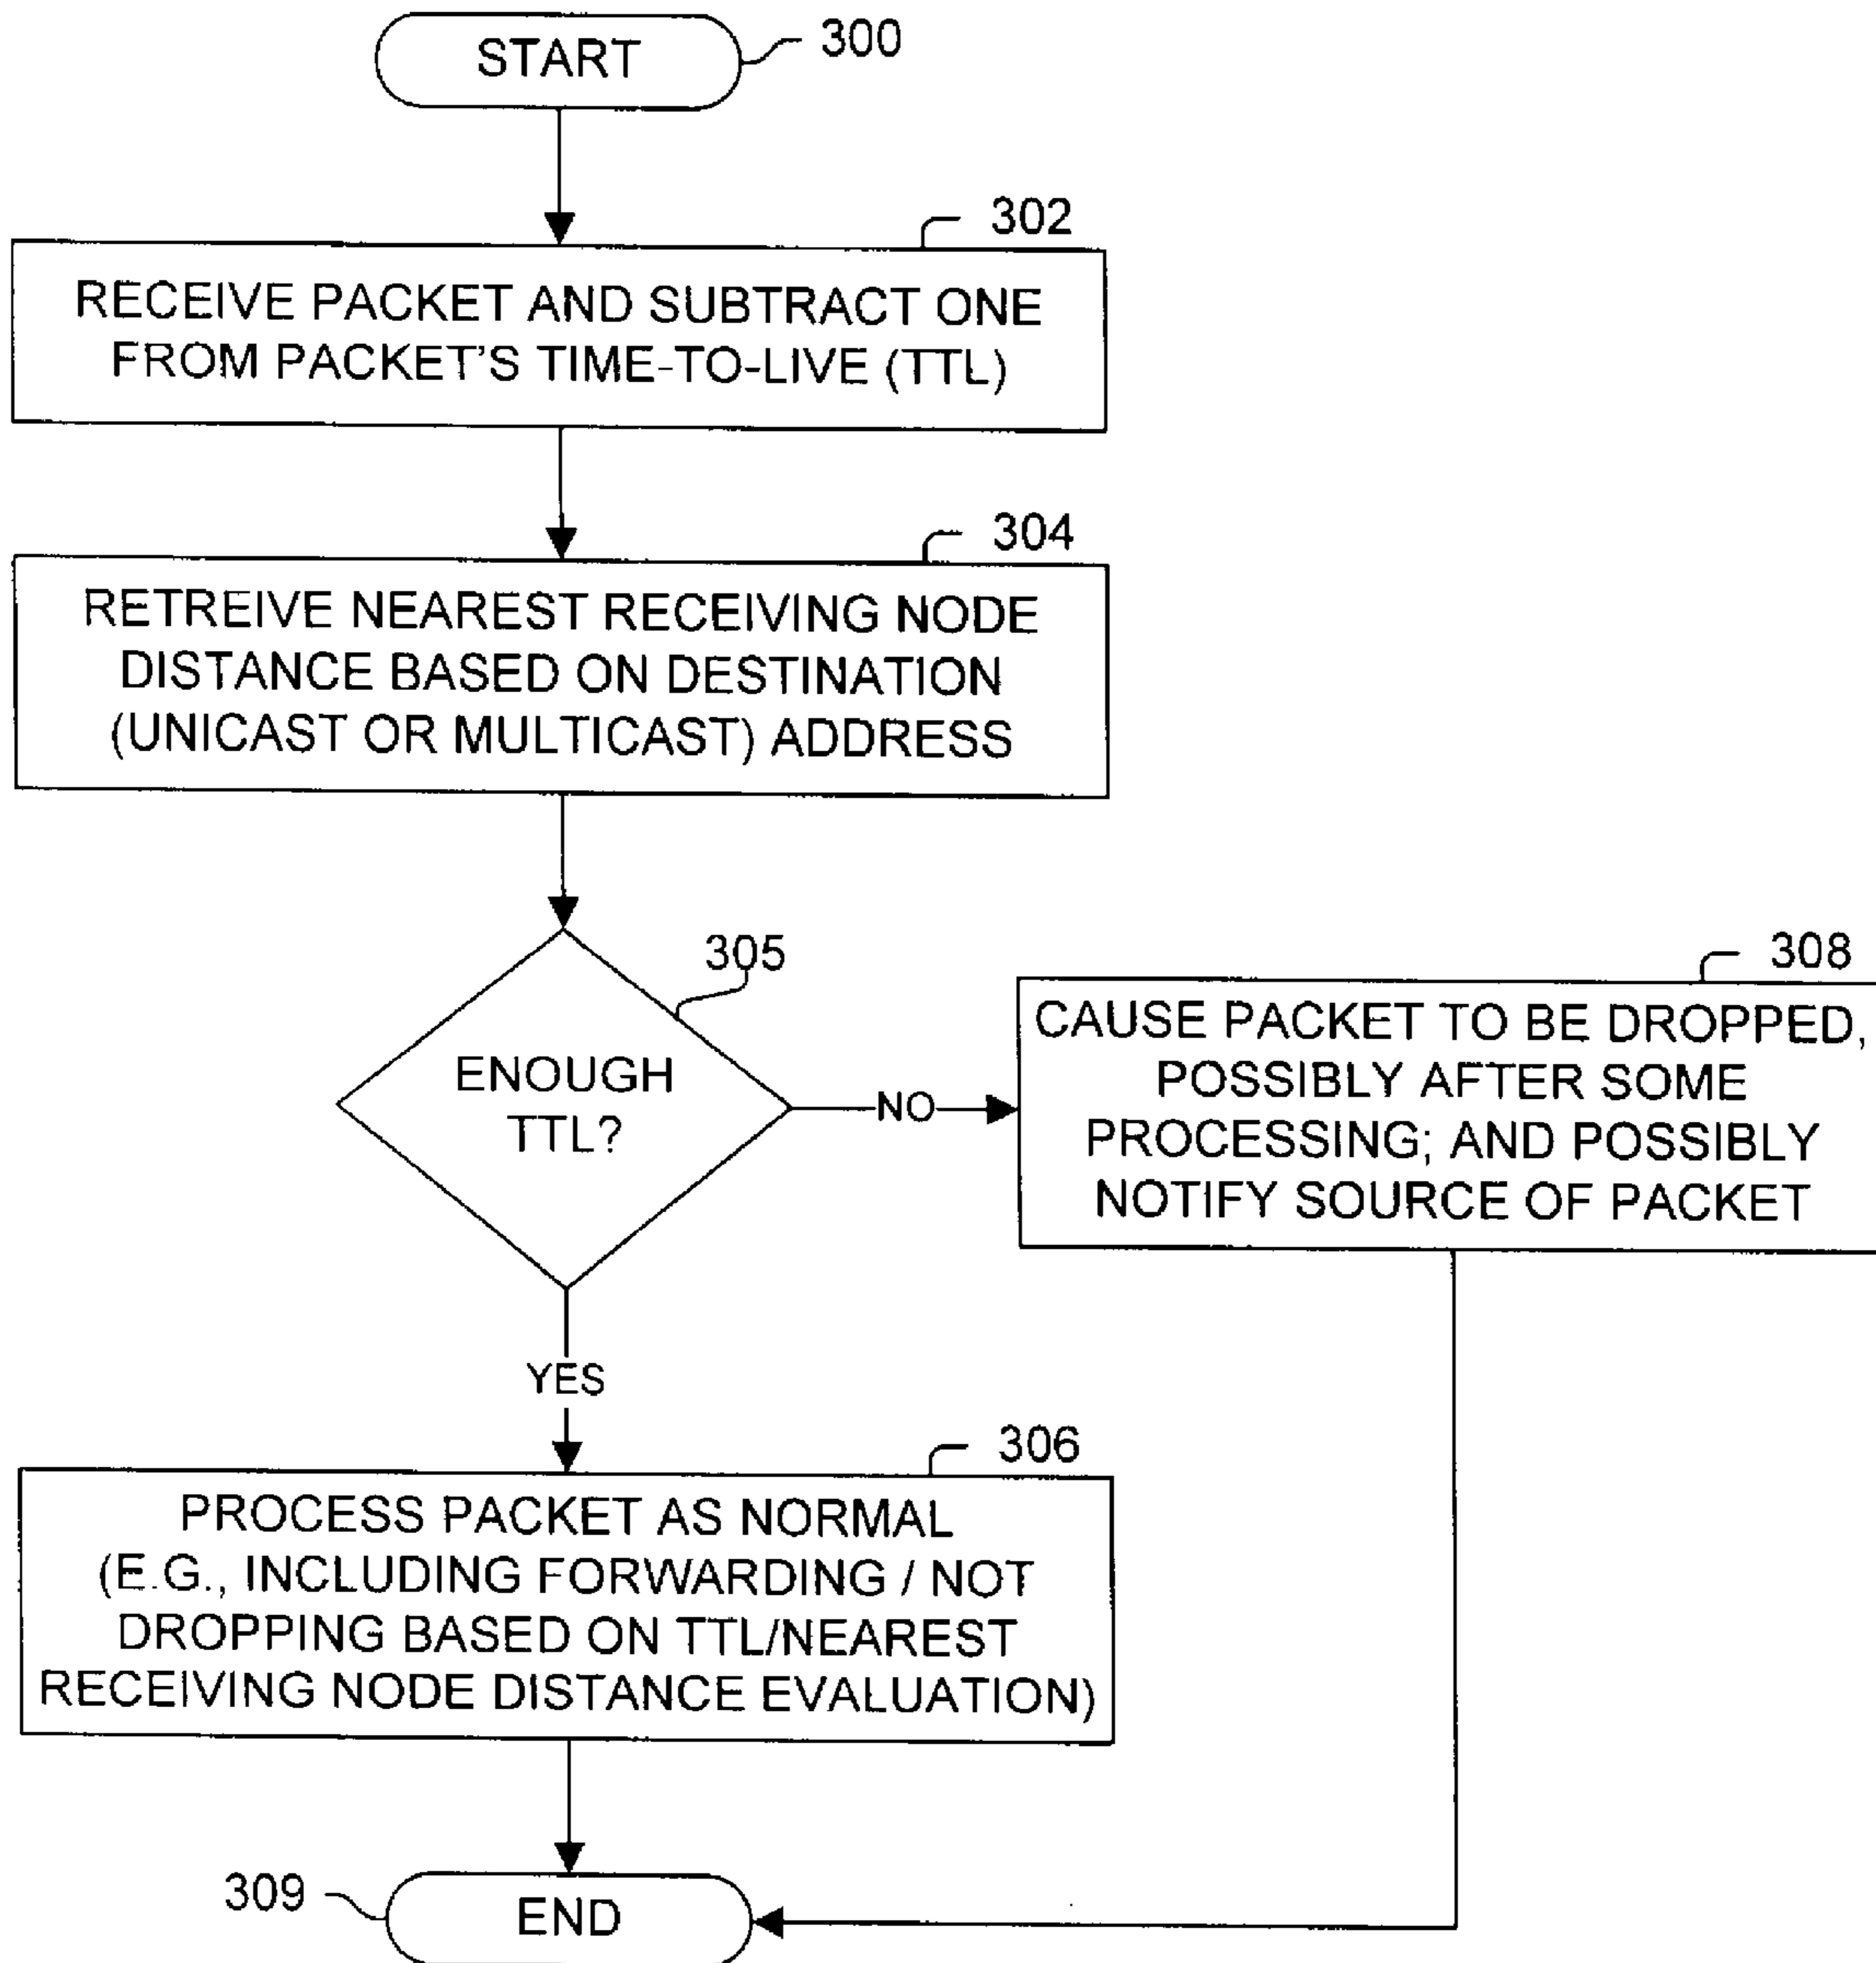 START
300
302
RECEIVE PACKET AND SUBTRACT ONE
FROM PACKET'S TIME-TO-LIVE (TTL)
304
RETREIVE NEAREST RECEIVING NODE
DISTANCE BASED ON DESTINATION
(UNICAST OR MULTICAST) ADDRESS
305
ENOUGH
TTL?
NO
308
CAUSE PACKET TO BE DROPPED,
POSSIBLY AFTER SOME
PROCESSING; AND POSSIBLY
NOTIFY SOURCE OF PACKET
YES
306
PROCESS PACKET AS NORMAL
(E.G., INCLUDING FORWARDING / NOT
DROPPING BASED ON TTL/NEAREST
RECEIVING NODE DISTANCE EVALUATION)
309
END